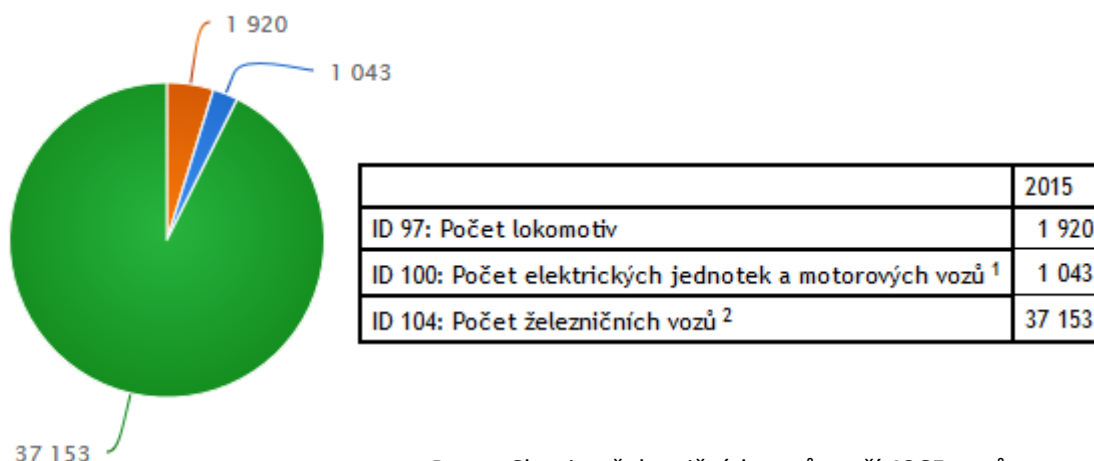 1 920
1 043
2015
ID 97: Počet lokomotiv 1 920
ID 100: Počet elektrických jednotek a motorových vozů 1 1 043
ID 104: Počet železničních vozů 2 37 153
37 153